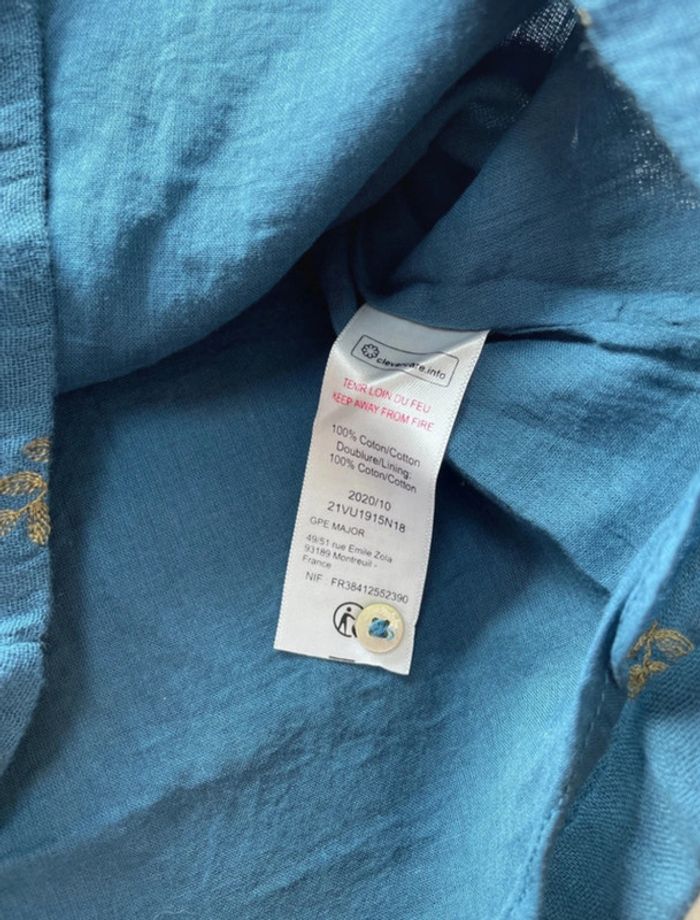 clevercare.info
TENIR LOIN DU FEU
KEEP AWAY FROM FIRE
100% Coton/Cotton
Doublure/Lining:
100% Coton/Cotton
2020/10
21VU1915N18
GPE MAJOR
49/51 rue Emile Zola
93189 Montreuil -
France
NIF : FR38412552390